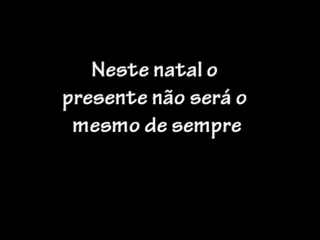 Neste natal o
presente não será o
mesmo de sempre